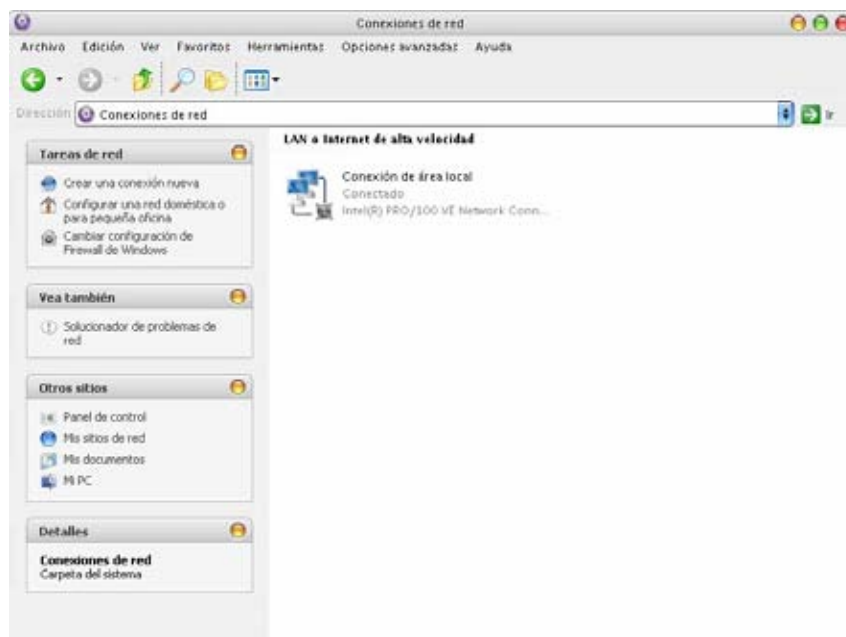 Conexiones de red
Archivo Edición Ver Favoritos Herramientas Opciones avanzadas Ayuda
Dirección Conexiones de red Ir
Tareas de red
Crear una conexión nueva
Configurar una red doméstica o
para pequeña oficina
Cambiar configuración de
Firewall de Windows
Vea también
Solucionador de problemas de
red
Otros sitios
Panel de control
Mis sitios de red
Mis documentos
Mi PC
Detalles
Conexiones de red
Carpeta del sistema
LAN o Internet de alta velocidad
Conexión de área local
Conectado
Intel(R) PRO/100 VE Network Conn...